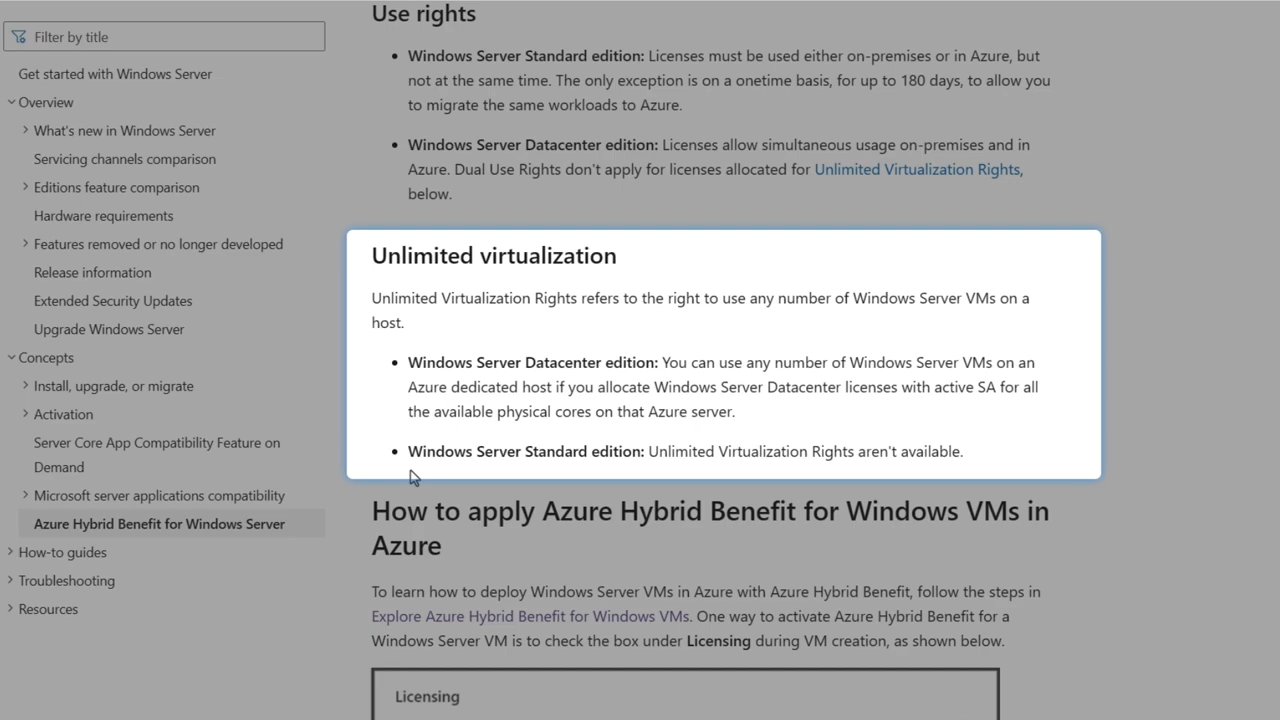 Filter by title
Get started with Windows Server
Overview
What's new in Windows Server
Servicing channels comparison
Editions feature comparison
Hardware requirements
Features removed or no longer developed
Release information
Extended Security Updates
Upgrade Windows Server
Concepts
Install, upgrade, or migrate
Activation
Server Core App Compatibility Feature on
Demand
Microsoft server applications compatibility
Azure Hybrid Benefit for Windows Server
How-to guides
Troubleshooting
Resources
Use rights
• Windows Server Standard edition: Licenses must be used either on-premises or in Azure, but
not at the same time. The only exception is on a onetime basis, for up to 180 days, to allow you
to migrate the same workloads to Azure.
• Windows Server Datacenter edition: Licenses allow simultaneous usage on-premises and in
Azure. Dual Use Rights don't apply for licenses allocated for Unlimited Virtualization Rights,
below.
Unlimited virtualization
Unlimited Virtualization Rights refers to the right to use any number of Windows Server VMs on a
host.
• Windows Server Datacenter edition: You can use any number of Windows Server VMs on an
Azure dedicated host if you allocate Windows Server Datacenter licenses with active SA for all
the available physical cores on that Azure server.
• Windows Server Standard edition: Unlimited Virtualization Rights aren't available.
How to apply Azure Hybrid Benefit for Windows VMs in
Azure
To learn how to deploy Windows Server VMs in Azure with Azure Hybrid Benefit, follow the steps in
Explore Azure Hybrid Benefit for Windows VMs. One way to activate Azure Hybrid Benefit for a
Windows Server VM is to check the box under Licensing during VM creation, as shown below.
Licensing